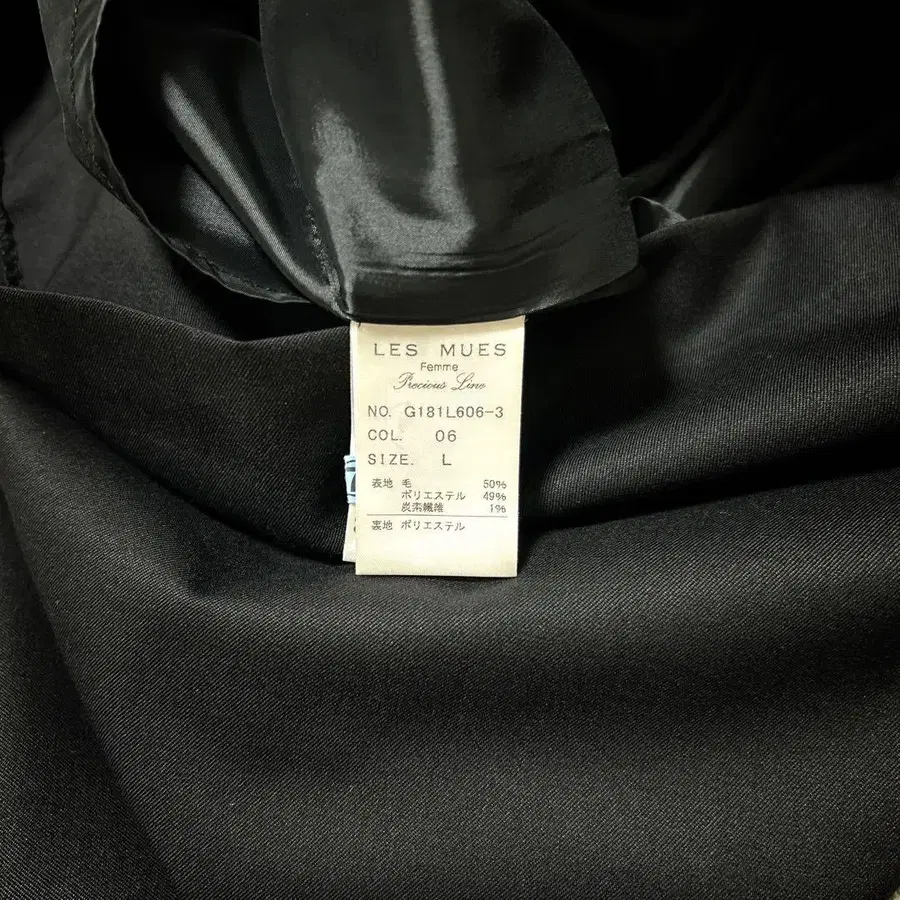 LES MUES
Femme
Precious Line
NO. G181L606-3
COL. 06
SIZE. L
表地 毛 50%
ポリエステル 49%
炭素繊維 1%
裏地 ポリエステル